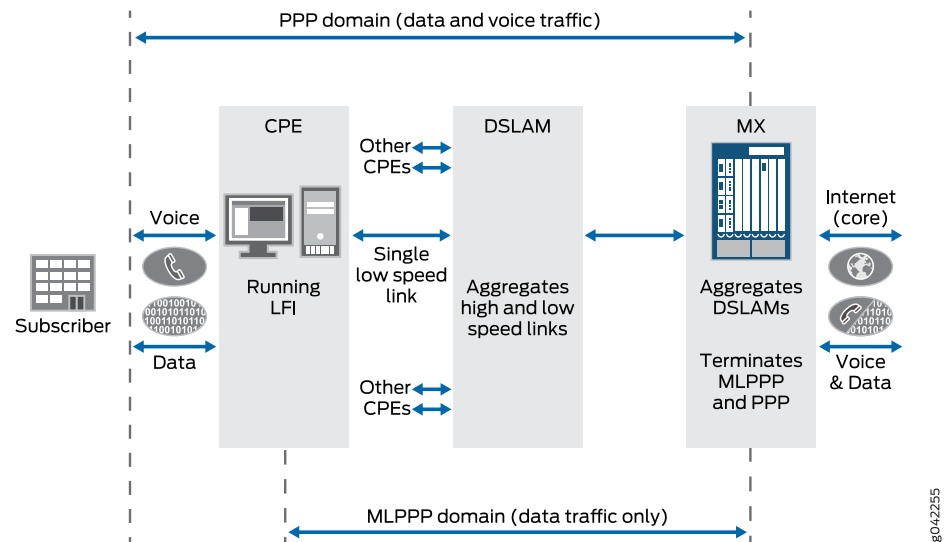 PPP domain (data and voice traffic)
CPE
DSLAM
MX
Other
CPEs
Voice
Single
low speed
link
Internet
(core)
Running
LFI
Aggregates
high and low
speed links
Aggregates
DSLAMs
Subscriber
Data
Terminates
MLPPP
and PPP
Voice
& Data
Other
CPEs
MLPPP domain (data traffic only)
g042255